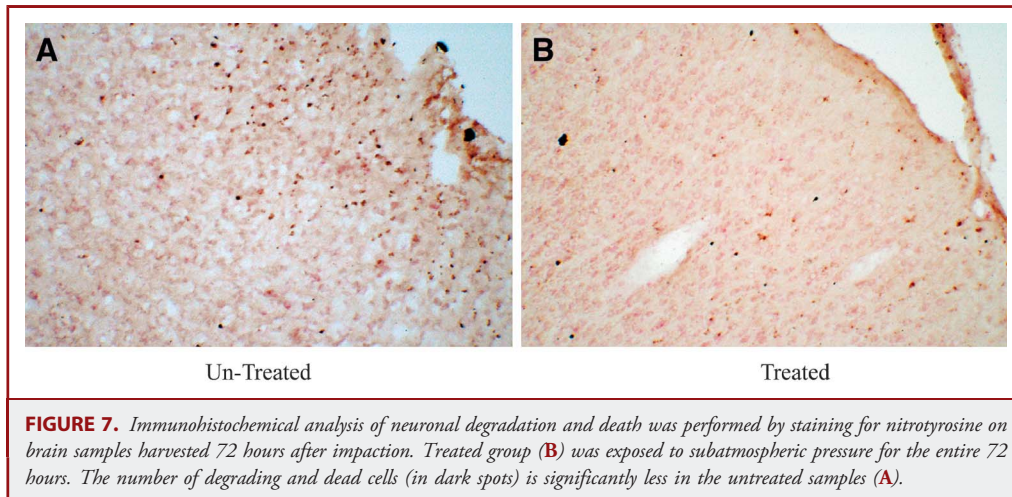 A
B
Un-Treated
Treated
FIGURE 7. Immunohistochemical analysis of neuronal degradation and death was performed by staining for nitrotyrosine on
brain samples harvested 72 hours after impaction. Treated group (B) was exposed to subatmospheric pressure for the entire 72
hours. The number of degrading and dead cells (in dark spots) is significantly less in the untreated samples (A).